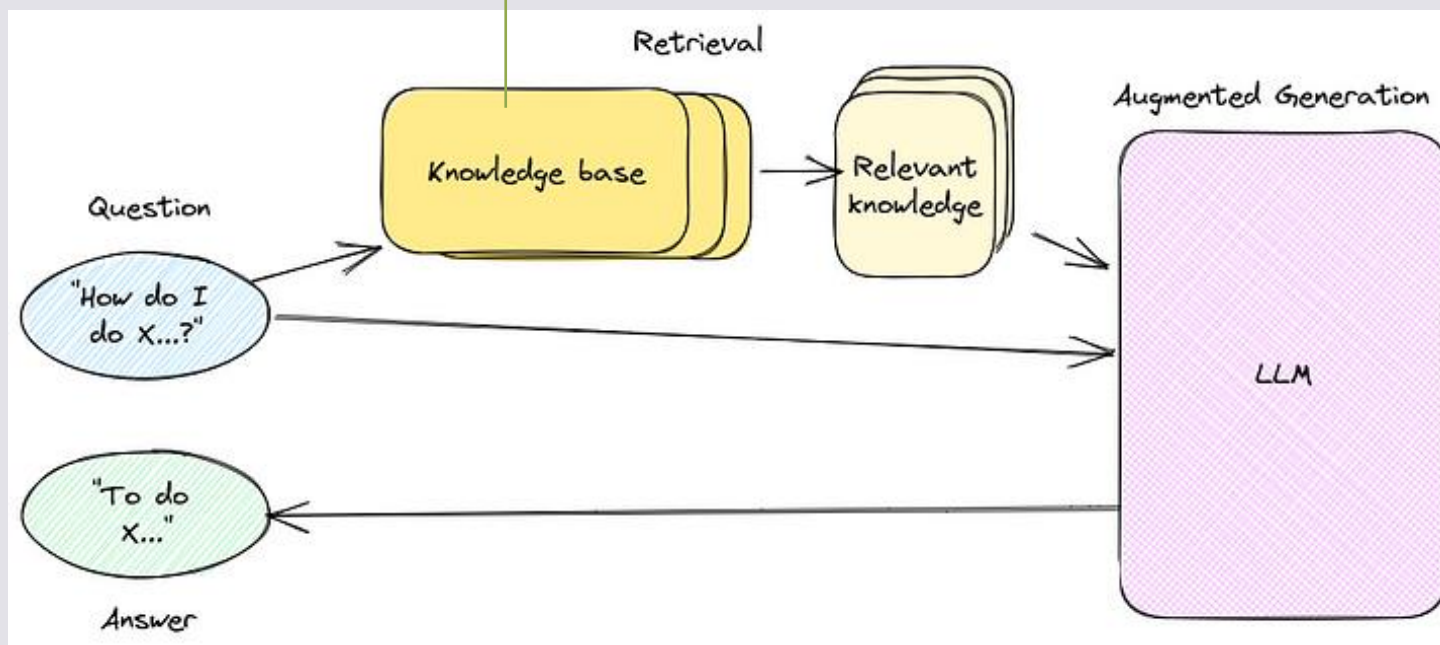 Retrieval
Augmented Generation
Knowledge base
Relevant
knowledge
Question
"How do I
do X...?"
LLM
"To do
X..."
Answer